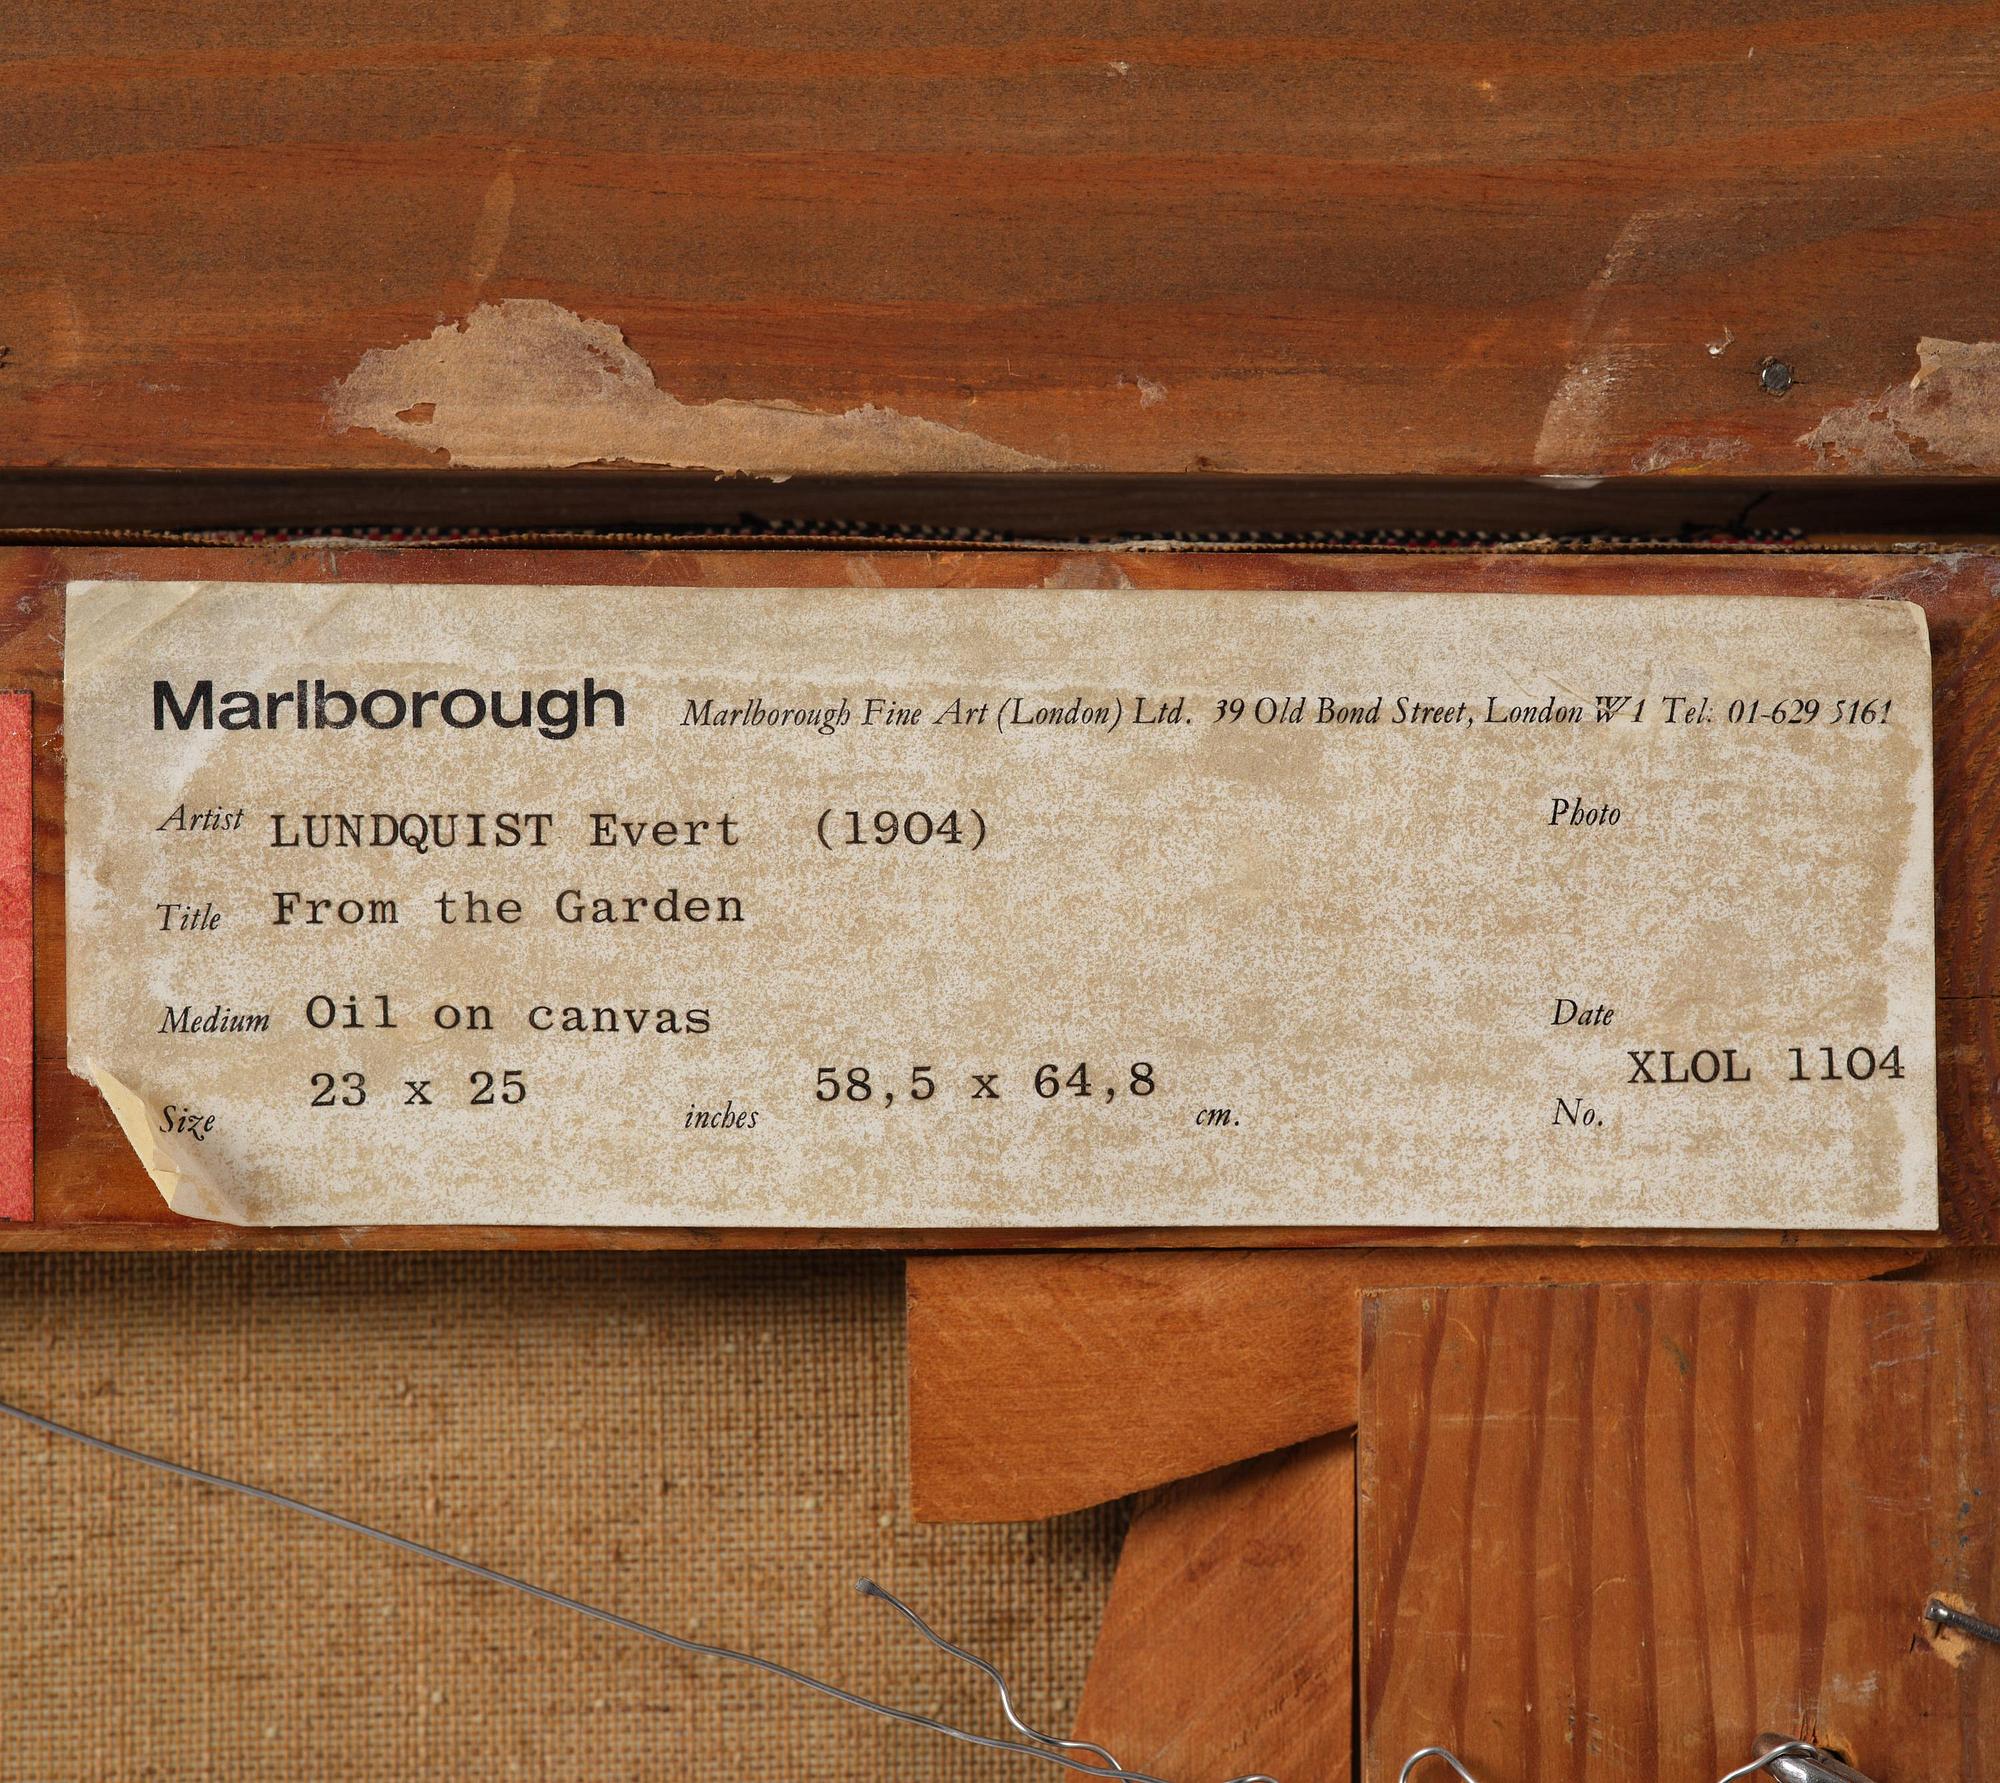 Marlborough Marlborough Fine Art (London) Ltd. 39 Old Bond Street, London W1 Tel: 01-629 5161
Artist LUNDQUIST Evert (1904) Photo
Title From the Garden
Medium Oil on canvas Date
Size 23 x 25 inches 58,5 x 64,8 cm. No. XLOL 1104